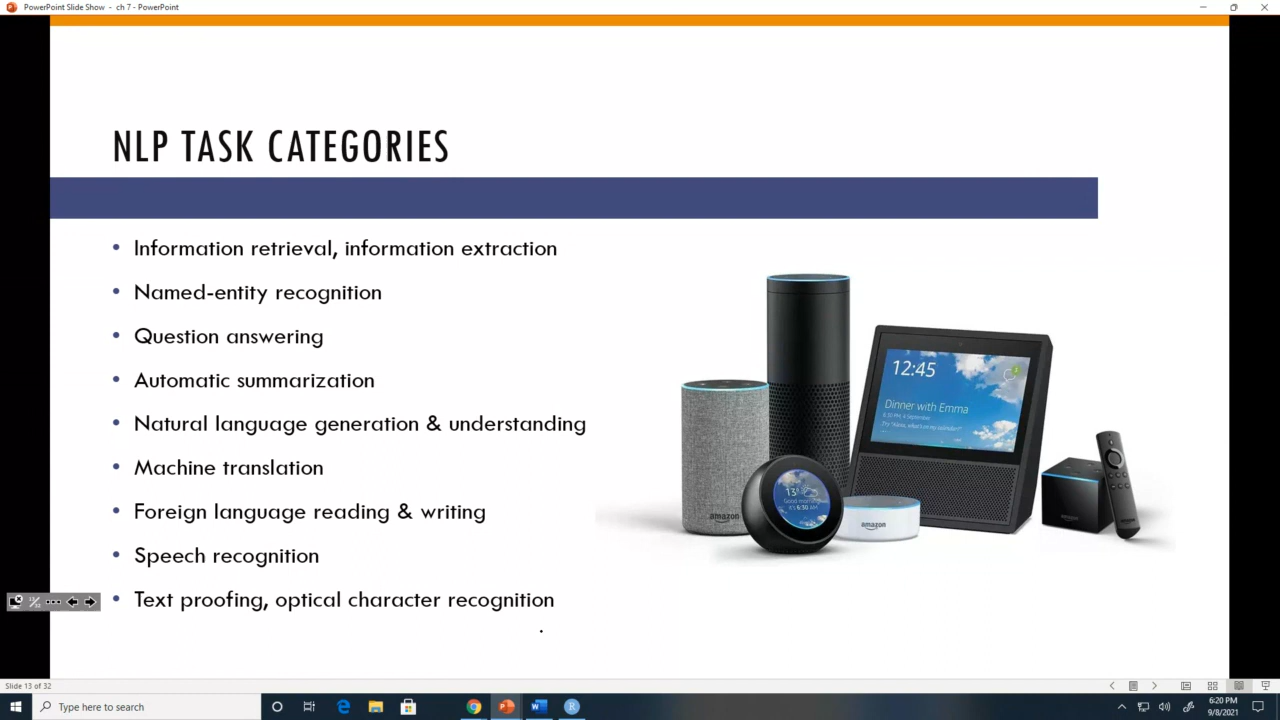 PowerPoint Slide Show - ch 7 - PowerPoint
NLP TASK CATEGORIES
• Information retrieval, information extraction
• Named-entity recognition
• Question answering
• Automatic summarization
• Natural language generation & understanding
• Machine translation
• Foreign language reading & writing
• Speech recognition
• Text proofing, optical character recognition
12:45
Dinner with Emma
amazon
amazon
Slide 13 of 32
Type here to search
6:20 PM
9/8/2021